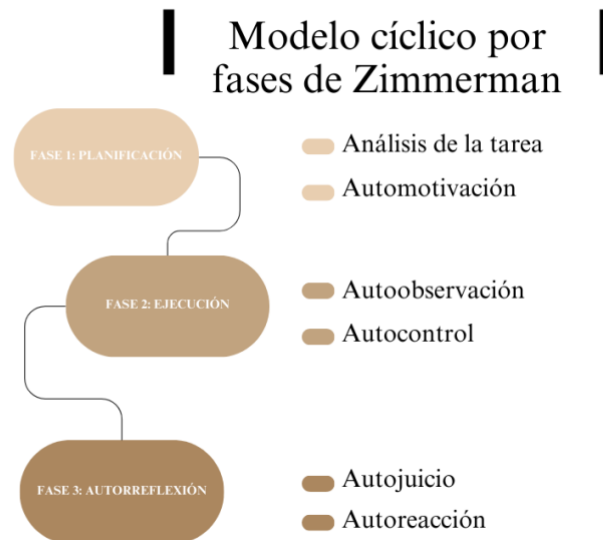 Modelo cíclico por
fases de Zimmerman
FASE 1: PLANIFICACIÓN
Análisis de la tarea
Automotivación
FASE 2: EJECUCIÓN
Autoobservación
Autocontrol
FASE 3: AUTORREFLEXIÓN
Autojuicio
Autoreacción